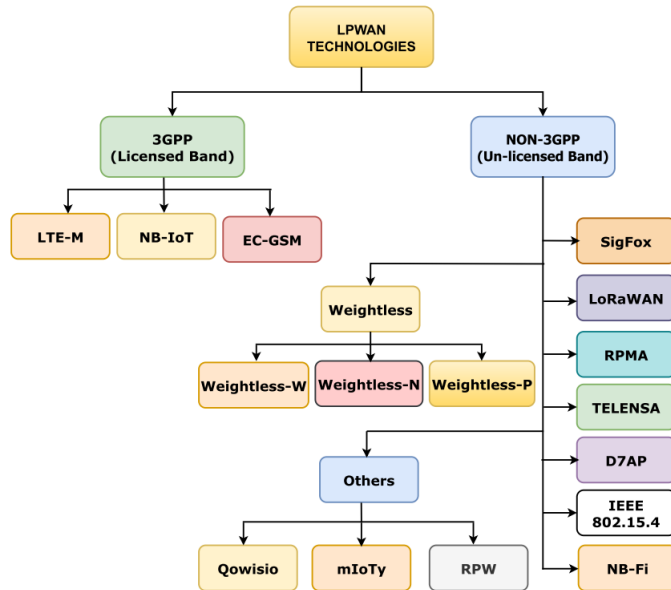 LPWAN
TECHNOLOGIES
3GPP
(Licensed Band)
NON-3GPP
(Un-licensed Band)
LTE-M
NB-IoT
EC-GSM
SigFox
LoRaWAN
Weightless
RPMA
Weightless-W
Weightless-N
Weightless-P
TELENSA
D7AP
Others
IEEE
802.15.4
Qowisio
mIoTy
RPW
NB-Fi